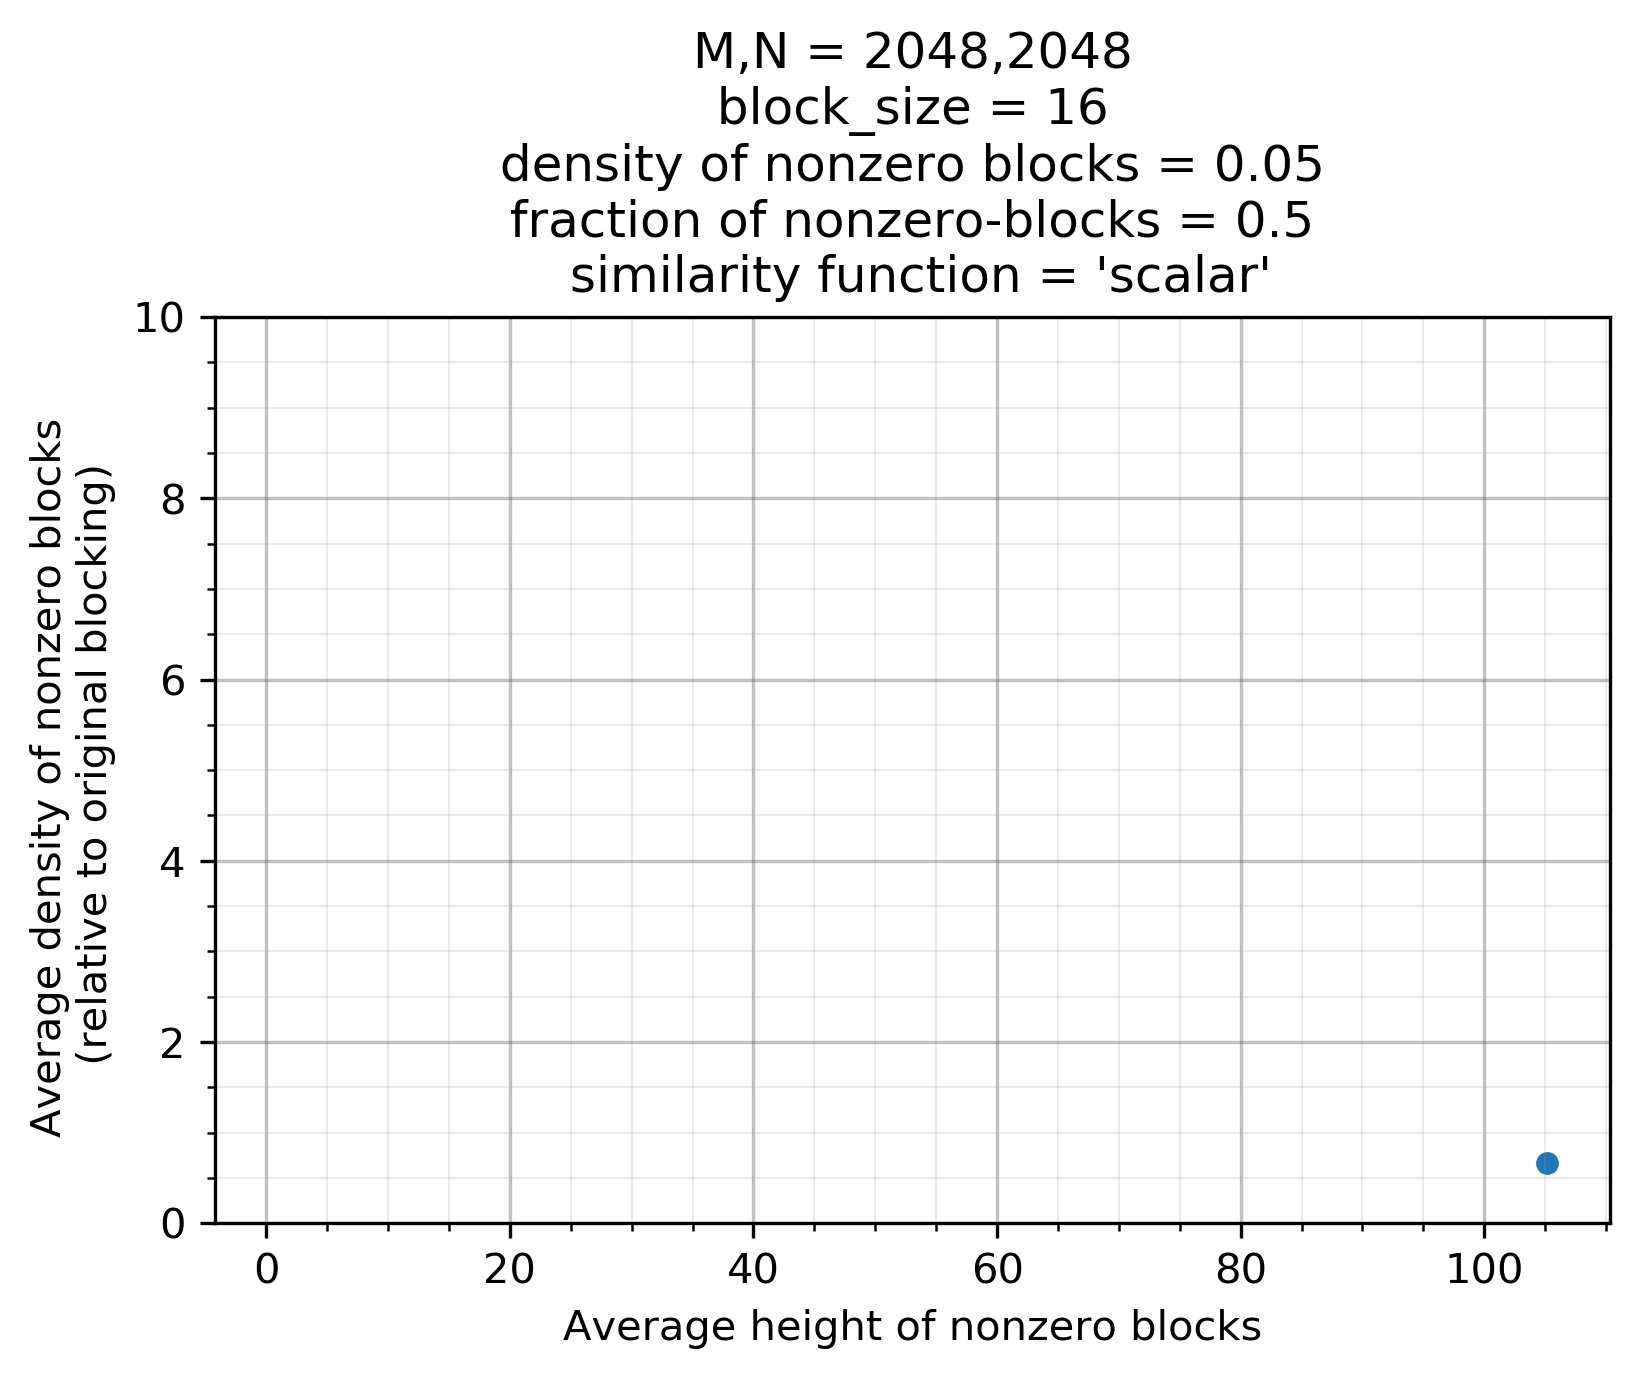 M,N = 2048,2048
block_size = 16
density of nonzero blocks = 0.05
fraction of nonzero-blocks = 0.5
similarity function = 'scalar'
10
8
6
4
2
0
Average density of nonzero blocks
(relative to original blocking)
0 20 40 60 80 100
Average height of nonzero blocks